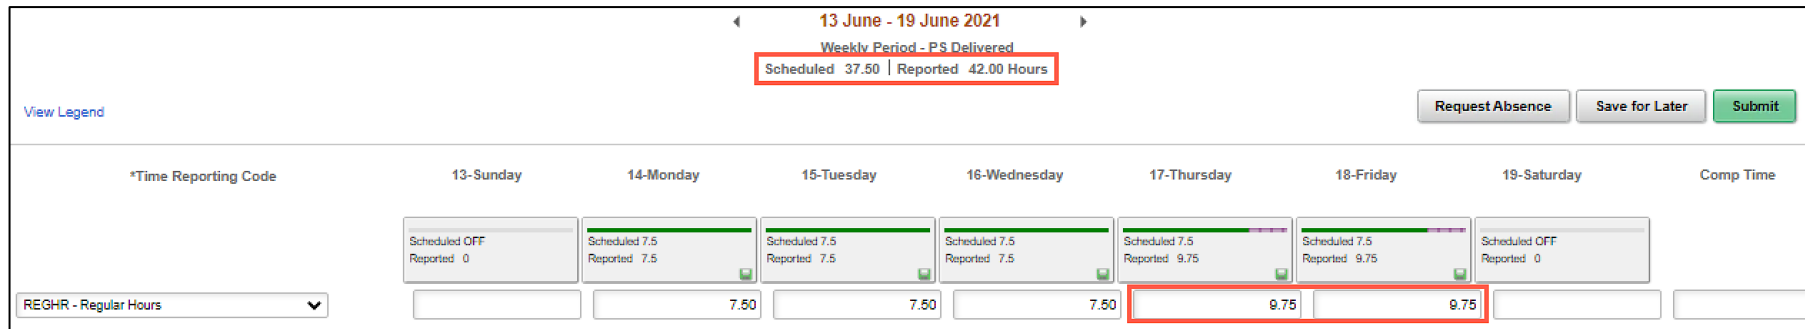 13 June - 19 June 2021
Weekly Period - PS Delivered
Scheduled 37.50 | Reported 42.00 Hours
View Legend
Request Absence Save for Later Submit
*Time Reporting Code 13-Sunday 14-Monday 15-Tuesday 16-Wednesday 17-Thursday 18-Friday 19-Saturday Comp Time
Scheduled OFF Scheduled 7.5 Scheduled 7.5 Scheduled 7.5 Scheduled 7.5 Scheduled 7.5 Scheduled OFF
Reported 0 Reported 7.5 Reported 7.5 Reported 7.5 Reported 9.75 Reported 9.75 Reported 0
REGHR - Regular Hours 7.50 7.50 7.50 9.75 9.75